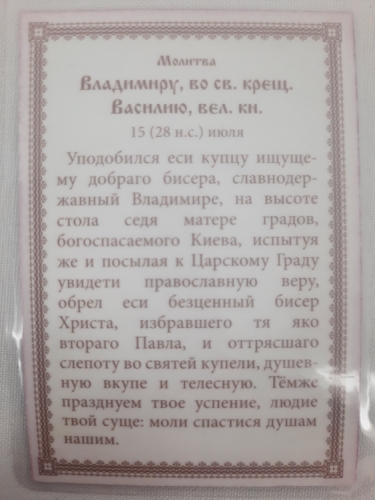 Молитва
Владимиру, во св. крещ.
Василию, вел. кн.
15 (28 н.с.) июля
Уподобился еси купцу ищуще-
му добраго бисера, славнодер-
жавный Владимире, на высоте
стола седя матере градов,
богоспасаемого Киева, испытуя
же и посылая к Царскому Граду
увидети православную веру,
обрел еси безценный бисер
Христа, избравшего тя яко
втораго Павла, и оттрясшаго
слепоту во святей купели, душев-
ную вкупе и телесную. Тёмже
празднуем твое успение, людие
твой суще: моли спастися душам
нашим.